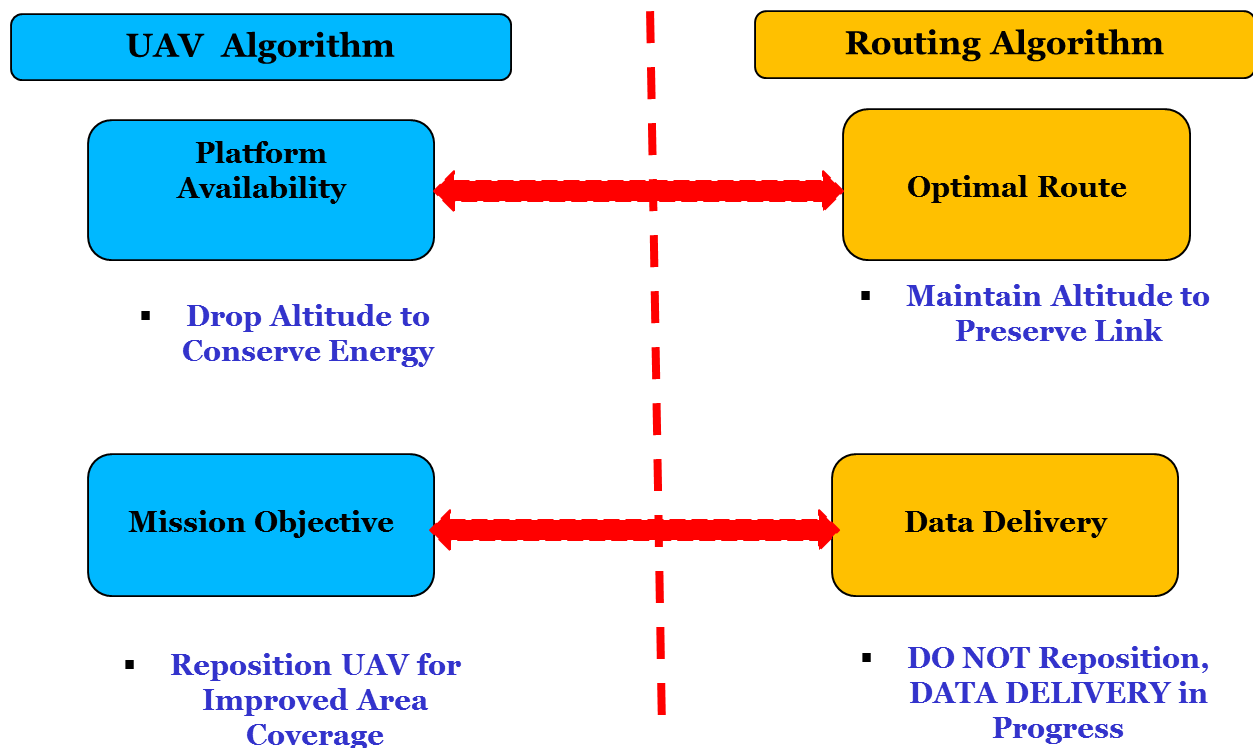 UAV  Algorithm
Routing Algorithm
Platform
Availability
Optimal Route
▪ Drop Altitude to
Conserve Energy
▪ Maintain Altitude to
Preserve Link
Mission Objective
Data Delivery
▪ Reposition UAV for
Improved Area
Coverage
▪ DO NOT Reposition,
DATA DELIVERY in
Progress